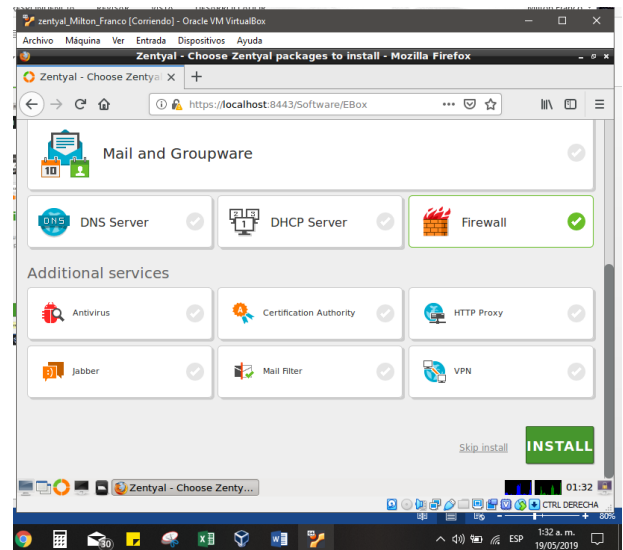 zentyal_Milton_Franco [Corriendo] - Oracle VM VirtualBox
Archivo Máquina Ver Entrada Dispositivos Ayuda
Zentyal - Choose Zentyal packages to install - Mozilla Firefox
Zentyal - Choose Zentyal
https://localhost:8443/Software/EBox
Mail and Groupware
10
DNS
DNS Server
DHCP Server
Firewall
Additional services
Antivirus
Certification Authority
HTTP Proxy
Jabber
Mail Filter
VPN
Skip install
INSTALL
Zentyal - Choose Zenty...
01:32
CTRL DERECHA
80%
30
ESP
1:32 a. m.
19/05/2019